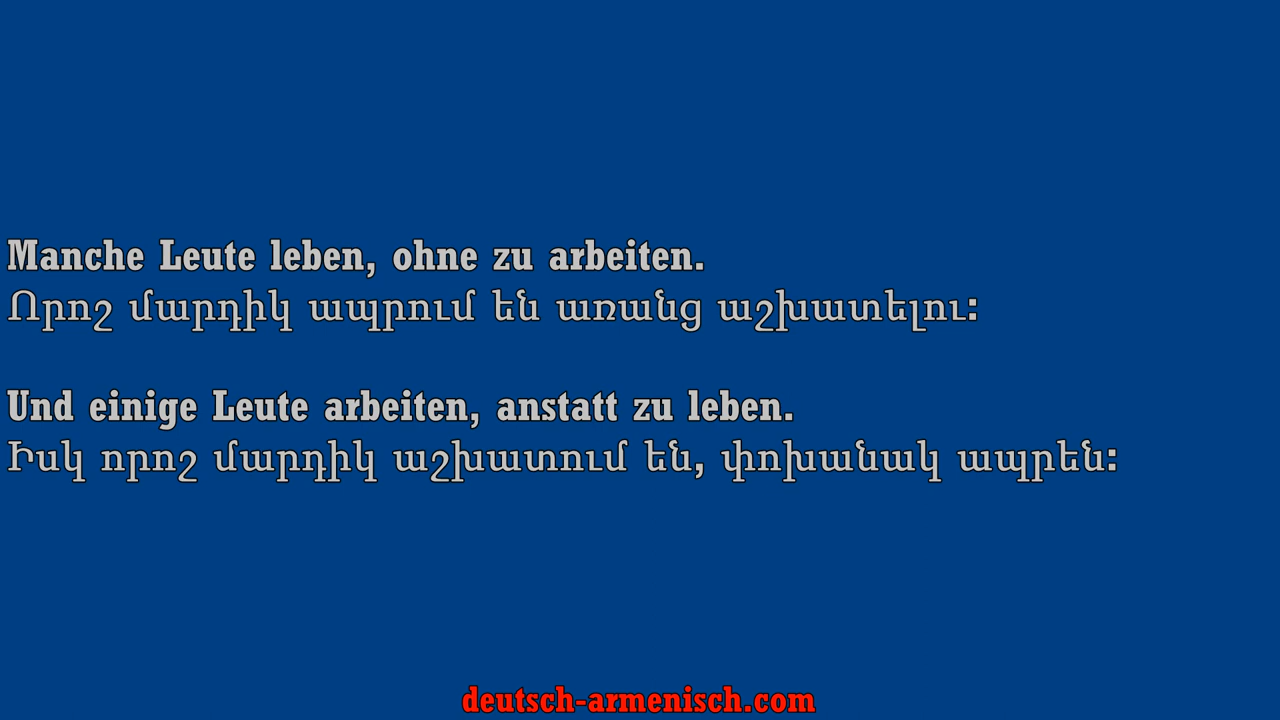 Manche Leute leben, ohne zu arbeiten.
Որոշ մարդիկ ապրում են առանց աշխատելու:
Und einige Leute arbeiten, anstatt zu leben.
Իսկ որոշ մարդիկ աշխատում են, փոխանակ ապրեն:
deutsch-armenisch.com